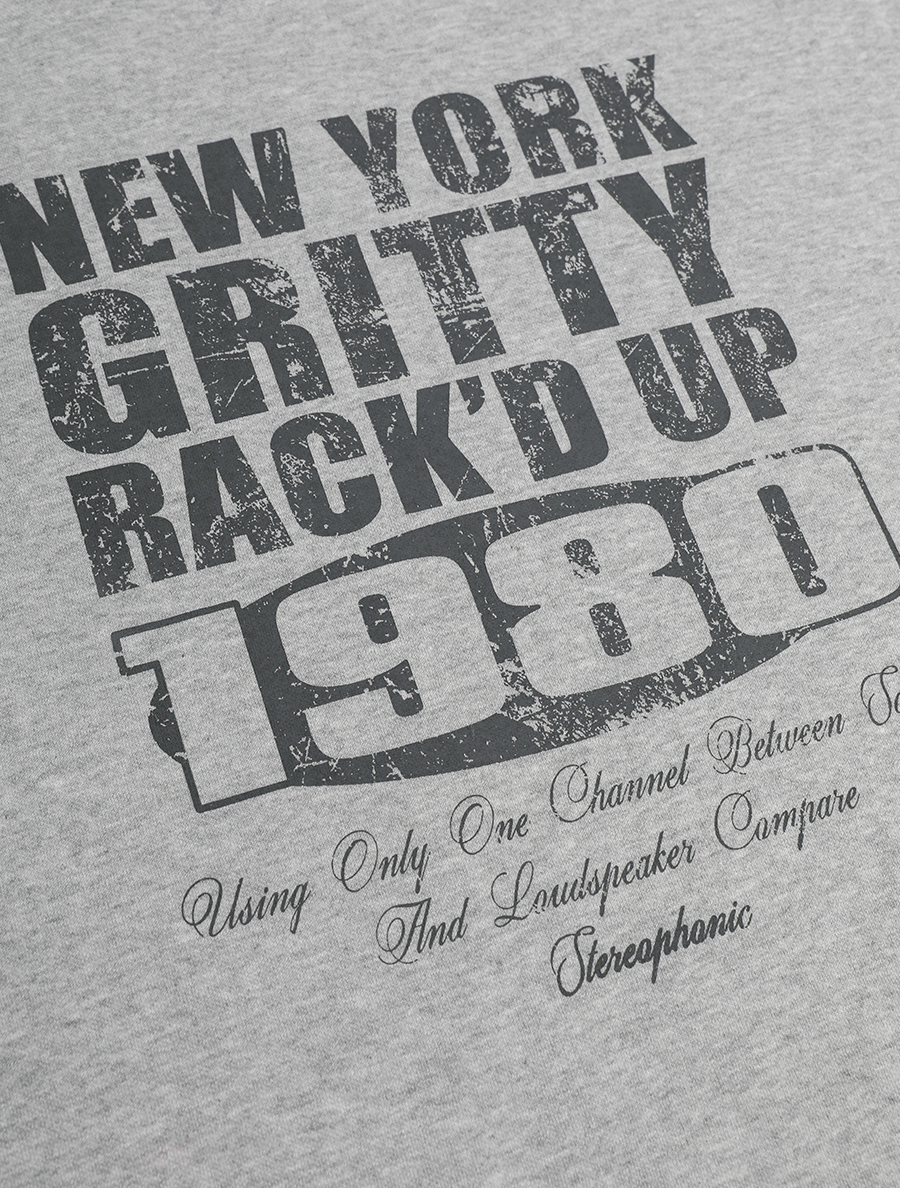 NEW YORK
GRITTY
RACK'D UP
1980
Using Only One Channel Between
And Loudspeaker Compare
Stereophonic